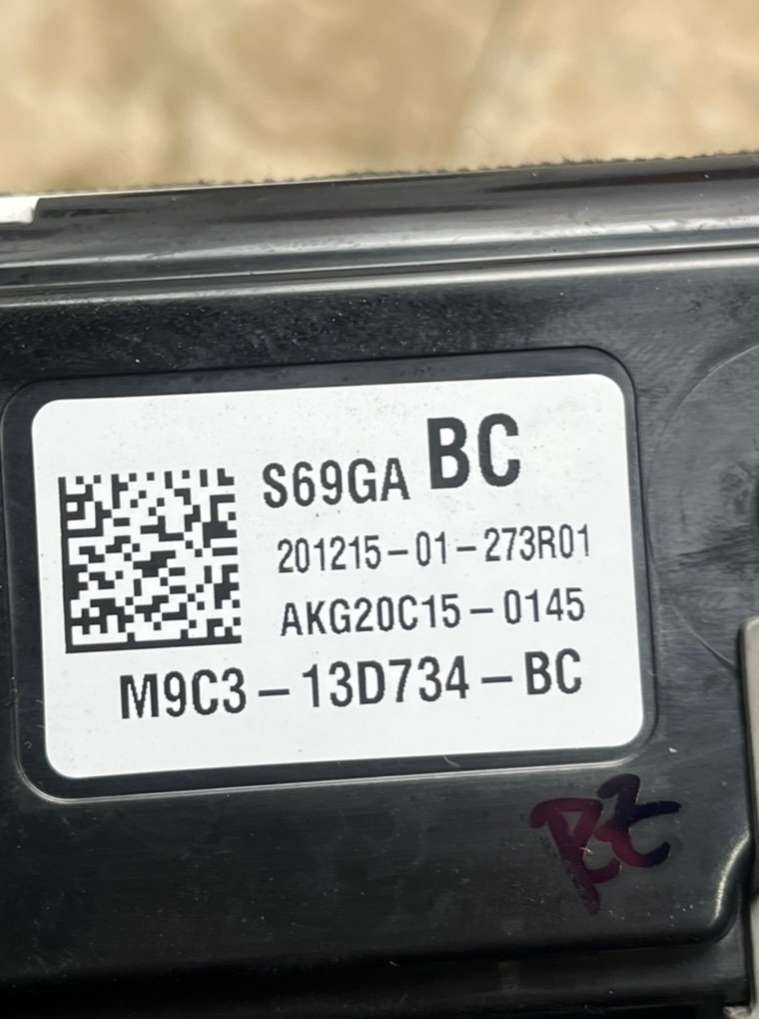 S69GA BC
201215-01-273R01
AKG20C15-0145
M9C3-13D734-BC